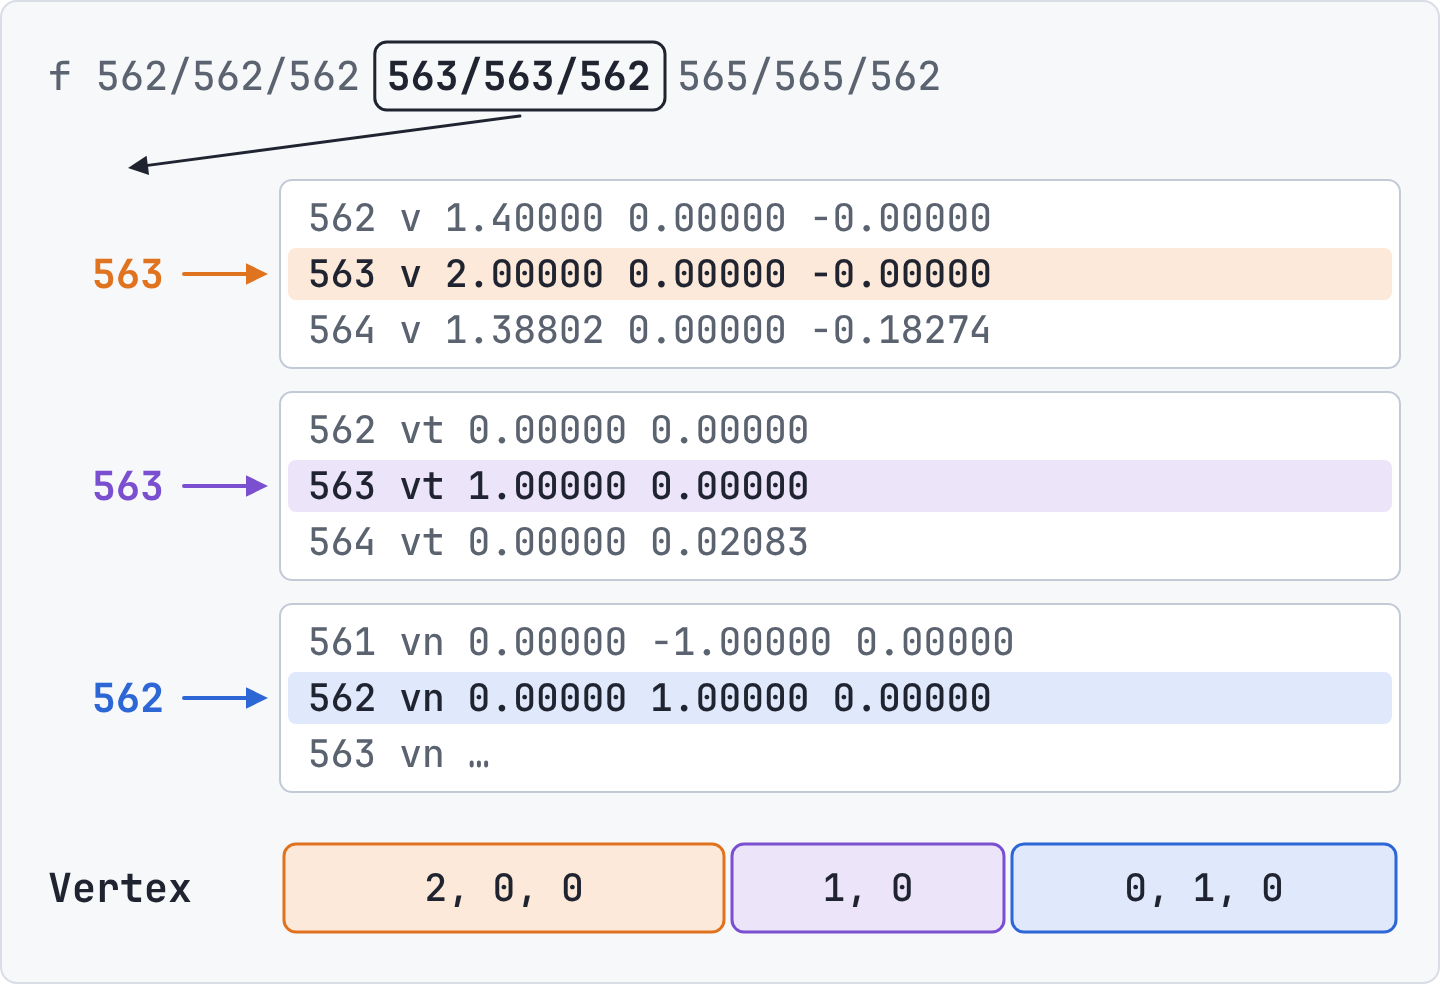 f 562/562/562 563/563/562 565/565/562
562 v 1.40000 0.00000 -0.00000
563 563 v 2.00000 0.00000 -0.00000
564 v 1.38802 0.00000 -0.18274
562 vt 0.00000 0.00000
563 563 vt 1.00000 0.00000
564 vt 0.00000 0.02083
561 vn 0.00000 -1.00000 0.00000
562 562 vn 0.00000 1.00000 0.00000
563 vn …
Vertex 2, 0, 0 1, 0 0, 1, 0